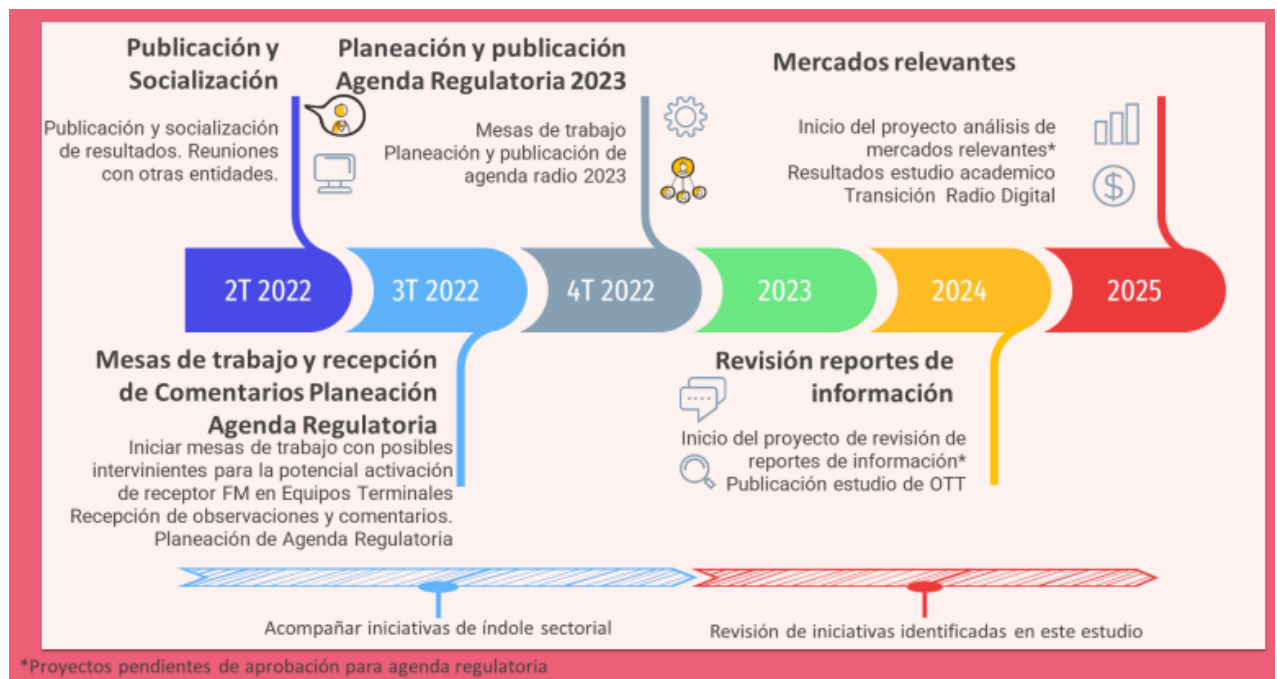 Publicación y
Socialización
Publicación y socialización
de resultados. Reuniones
con otras entidades.
Planeación y publicación
Agenda Regulatoria 2023
Mesas de trabajo
Planeación y publicación de
agenda radio 2023
Mercados relevantes
Inicio del proyecto análisis de
mercados relevantes*
Resultados estudio academico
Transición Radio Digital
2T 2022
3T 2022
4T 2022
2023
2024
2025
Mesas de trabajo y recepción
de Comentarios Planeación
Agenda Regulatoria
Iniciar mesas de trabajo con posibles
intervinientes para la potencial activación
de receptor FM en Equipos Terminales
Recepción de observaciones y comentarios.
Planeación de Agenda Regulatoria
Revisión reportes de
información
Inicio del proyecto de revisión de
reportes de información*
Publicación estudio de OTT
Acompañar iniciativas de índole sectorial
Revisión de iniciativas identificadas en este estudio
*Proyectos pendientes de aprobación para agenda regulatoria